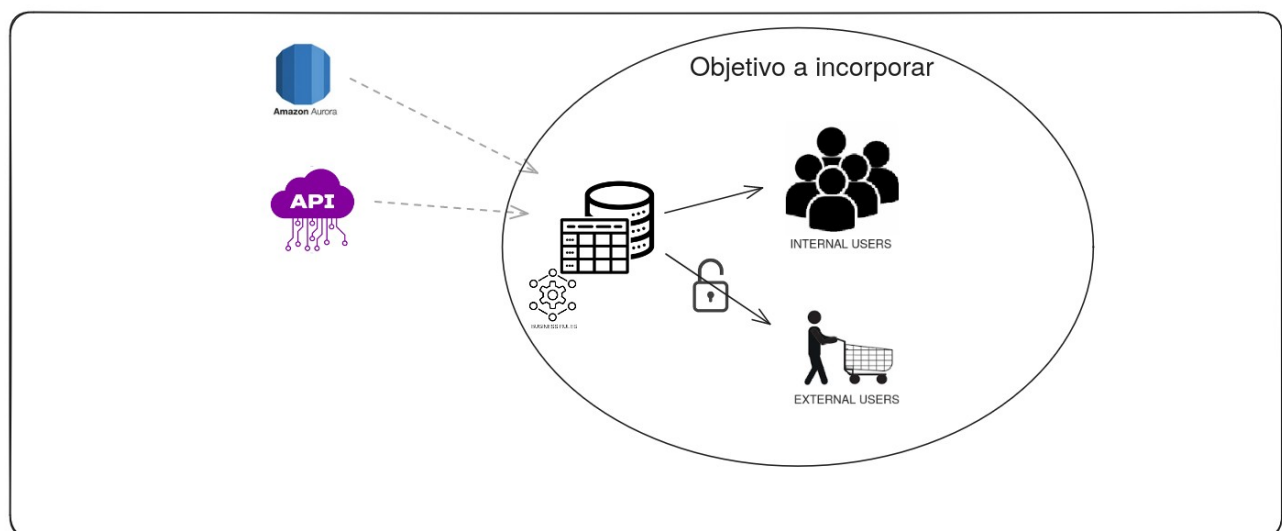 Objetivo a incorporar
Amazon Aurora
API
INTERNAL USERS
EXTERNAL USERS